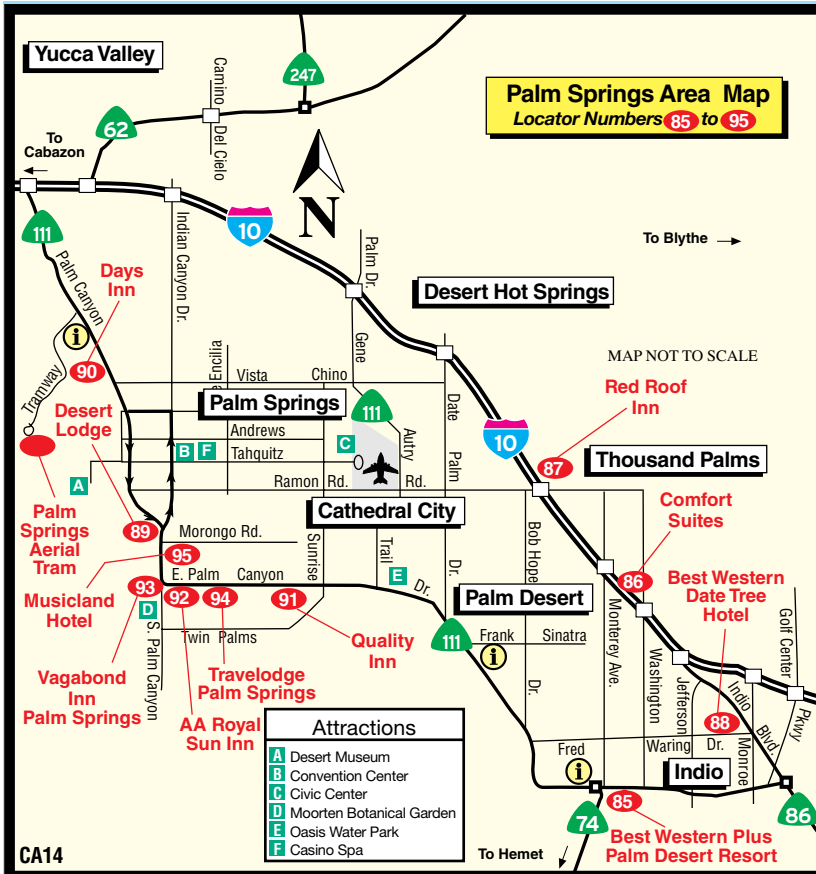 Yucca Valley
247
Camino
Del Cielo
62
Palm Springs Area Map
Locator Numbers 85 to 95
To
Cabazon
N
10
111
Indian Canyon Dr.
Palm Dr.
To Blythe
Palm Canyon
Days
Inn
Desert Hot Springs
i
Gene
90
Tramway
Encilia
Vista Chino
MAP NOT TO SCALE
Red Roof
Inn
Desert
Lodge
Palm Springs
111
Date
Palm
Dr.
Andrews
B
F
C
Tahquitz
Autry
Rd.
10
87
Thousand Palms
A
Ramon Rd.
Palm
Springs
Aerial
Tram
Cathedral City
Comfort
Suites
89
Morongo Rd.
95
Sunrise
Trail
Bob Hope
Dr.
86
Musicland
Hotel
93
E. Palm Canyon Dr.
E
Best Western
Date Tree
Hotel
D
92
94
91
Palm Desert
Golf Center
Pkwy
Twin Palms
111
Frank Sinatra
i
Monterey Ave.
Washington
Jefferson
Indio
Blvd.
S. Palm Canyon
Quality
Inn
Vagabond
Inn
Palm Springs
Travelodge
Palm Springs
AA Royal
Sun Inn
88
Fred Waring Dr.
Monroe
i
Indio
Attractions
A Desert Museum
B Convention Center
C Civic Center
D Moorten Botanical Garden
E Oasis Water Park
F Casino Spa
85
74
86
Best Western Plus
Palm Desert Resort
To Hemet
CA14